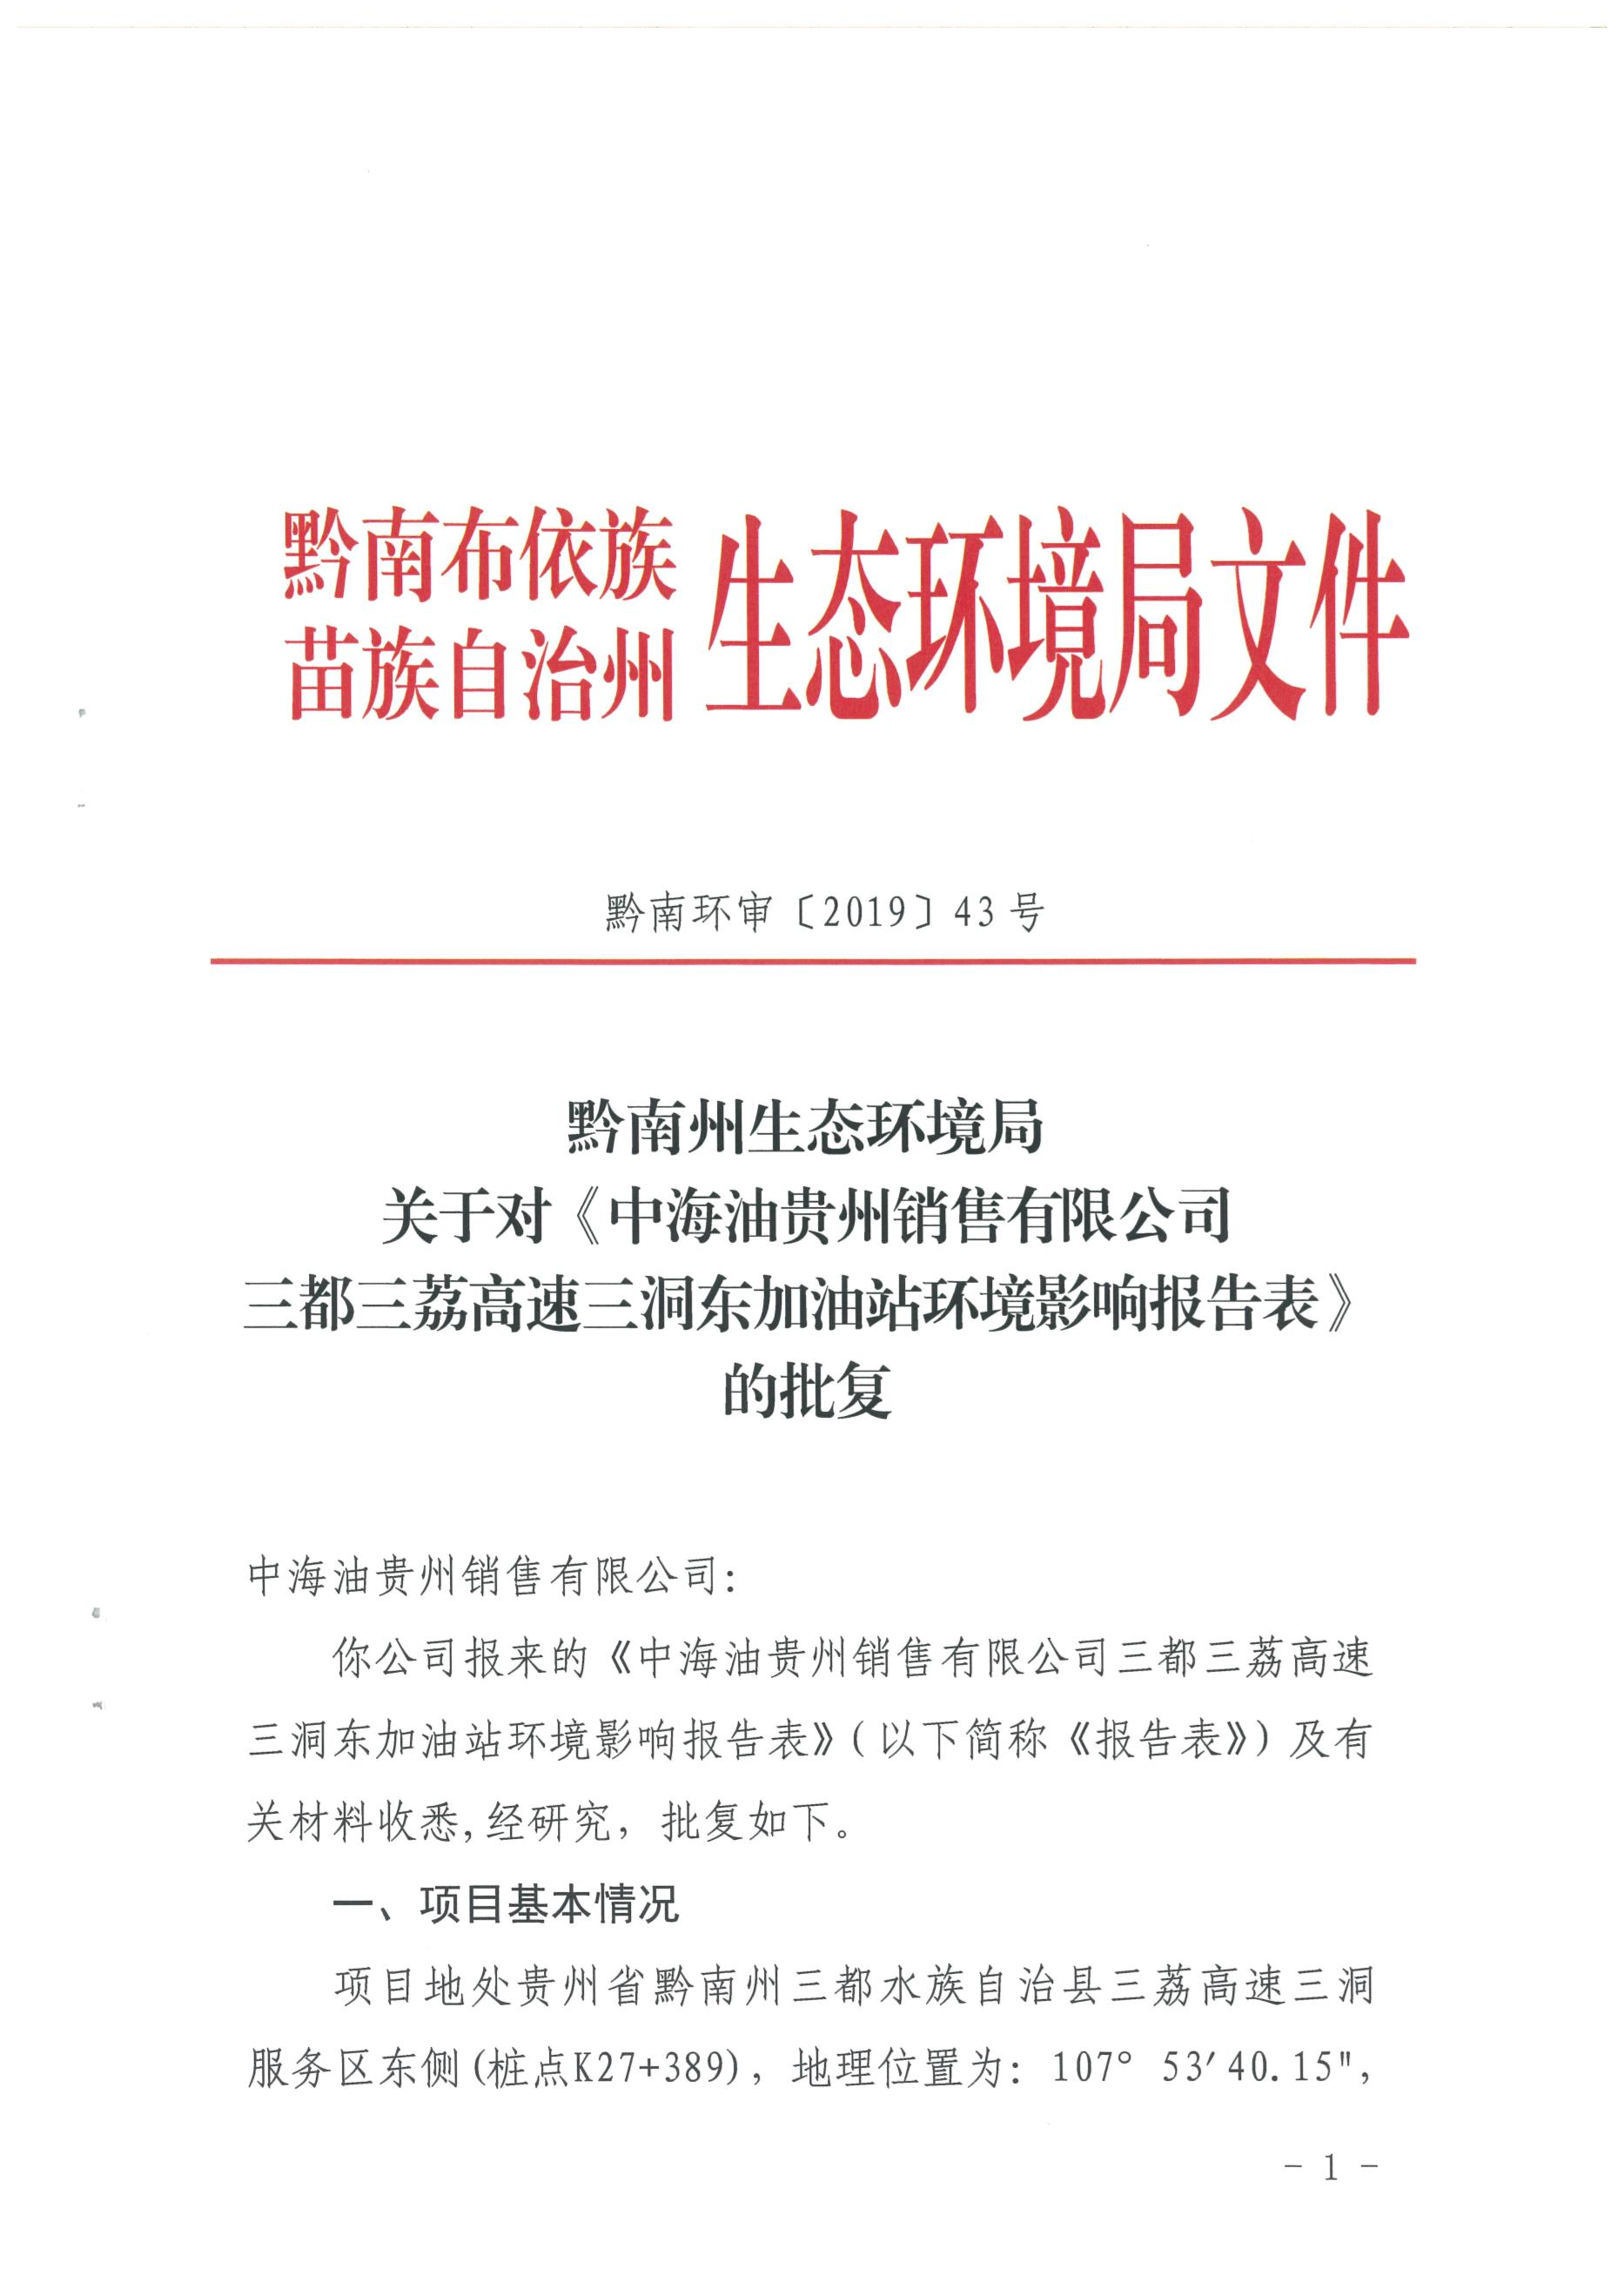 黔南布依族
苗族自治州
生态环境局文件
黔南环审〔2019〕43 号
黔南州生态环境局
关于对《中海油贵州销售有限公司
三都三荔高速三洞东加油站环境影响报告表》
的批复
中海油贵州销售有限公司:
你公司报来的《中海油贵州销售有限公司三都三荔高速
三洞东加油站环境影响报告表》(以下简称《报告表》)及有
关材料收悉,经研究，批复如下。
一、项目基本情况
项目地处贵州省黔南州三都水族自治县三荔高速三洞
服务区东侧(桩点K27+389)，地理位置为：107° 53′40.15"，
- 1 -